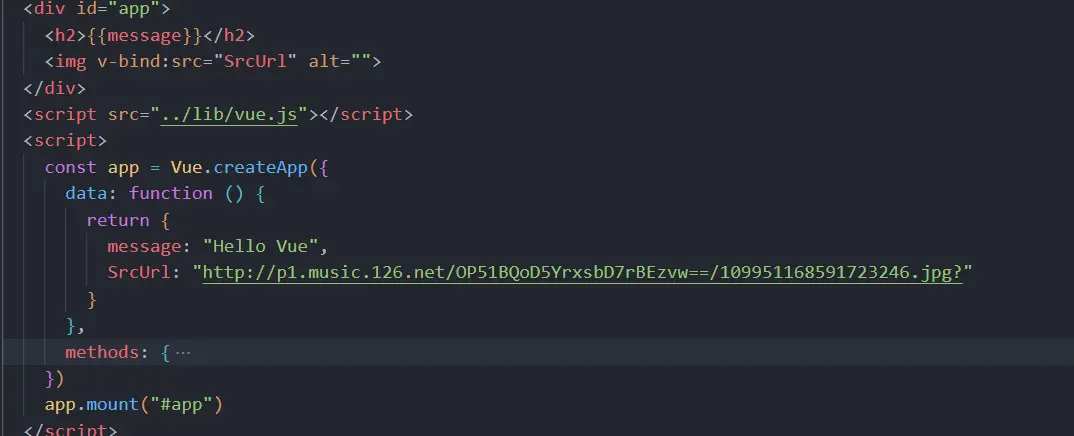 <div id="app">
<h2>{{message}}</h2>
<img v-bind:src="SrcUrl" alt="">
</div>
<script src="../lib/vue.js"></script>
<script>
const app = Vue.createApp({
data: function () {
return {
message: "Hello Vue",
SrcUrl: "http://p1.music.126.net/OP51BQoD5YrxsbD7rBEzvw==/109951168591723246.jpg?"
}
},
methods: {···
})
app.mount("#app")
</script>